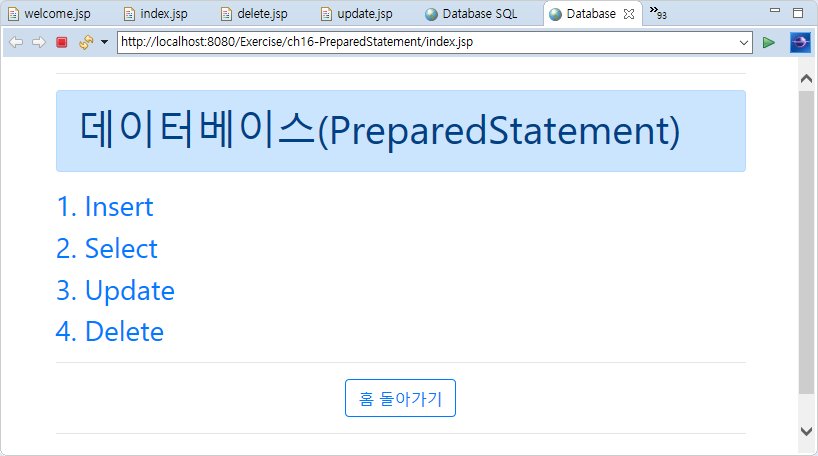 welcome.jsp index.jsp delete.jsp update.jsp Database SQL Database 93
http://localhost:8080/Exercise/ch16-PreparedStatement/index.jsp
데이터베이스(PreparedStatement)
1. Insert
2. Select
3. Update
4. Delete
홈 돌아가기